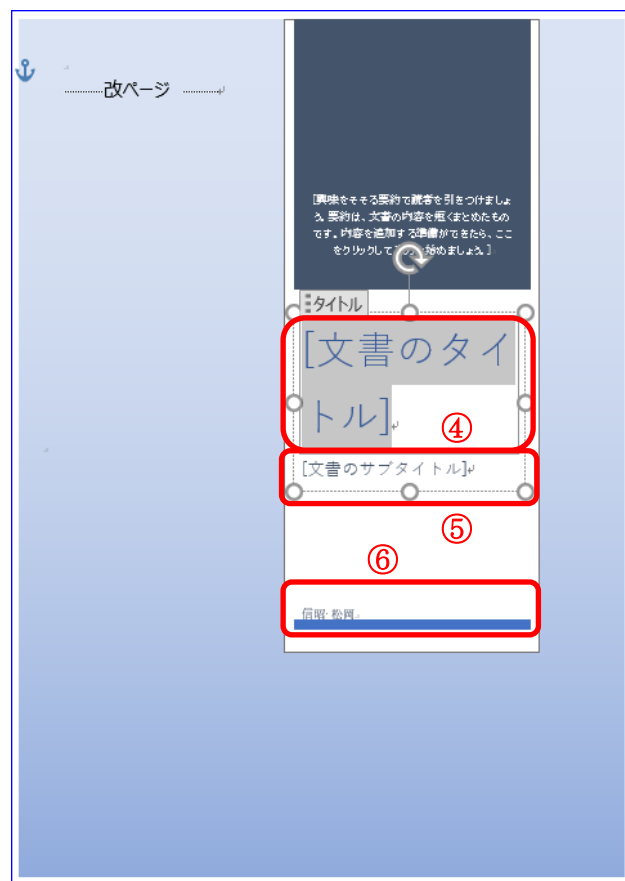 改ページ
[興味をそそる要約で読者を引きつけましょ
う。要約は、文書の内容を短くまとめたもの
です。内容を追加する準備ができたら、ここ
をクリックして 始めましょう。]
タイトル
[文書のタイ
トル]
④
[文書のサブタイトル]
⑤
⑥
信昭 松岡